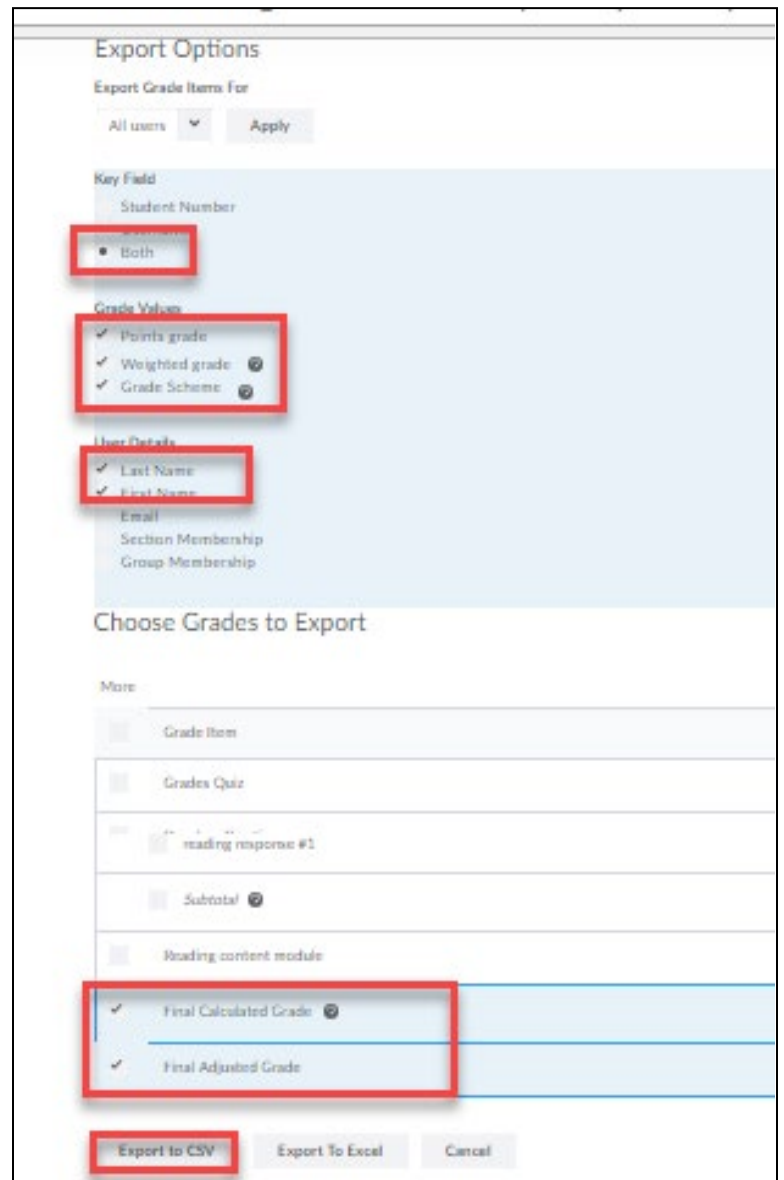 Export Options
Export Grade Items For
All users Apply
Key Field
Student Number
Both
Grade Values
Points grade
Weighted grade
Grade Scheme
User Details
Last Name
First Name
Email
Section Membership
Group Membership
Choose Grades to Export
More
Grade Item
Grades Quiz
reading response #1
Subtotal
Reading content module
Final Calculated Grade
Final Adjusted Grade
Export to CSV Export To Excel Cancel